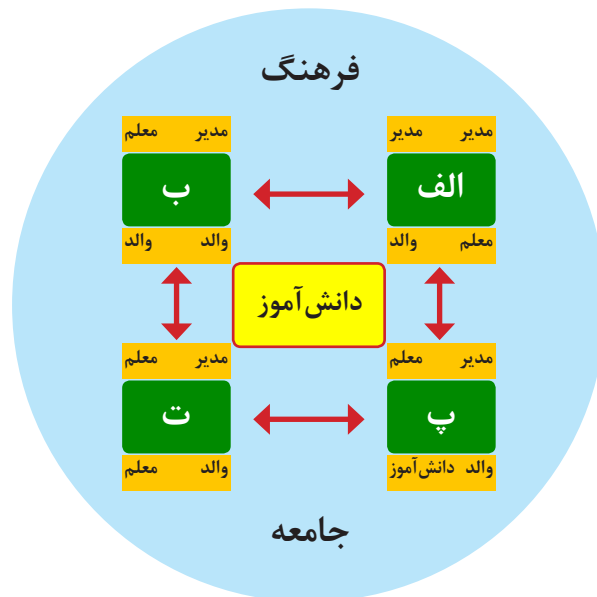 فرهنگ
مدیر مدیر
الف
معلم والد
مدیر معلم
ب
والد والد
دانش‌آموز
مدیر معلم
پ
والد دانش‌آموز
مدیر معلم
ت
والد معلم
جامعه